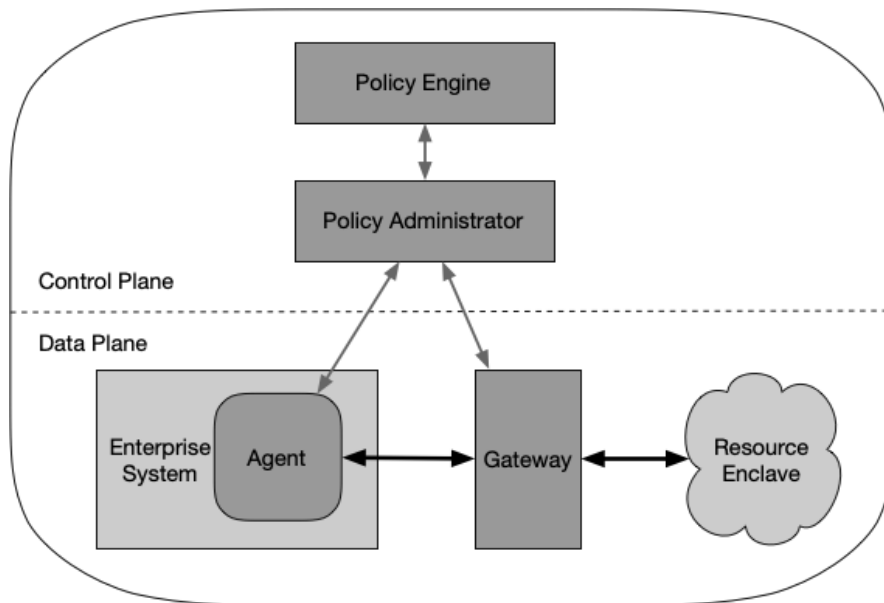 Policy Engine
Policy Administrator
Control Plane
Data Plane
Enterprise
System
Agent
Gateway
Resource
Enclave